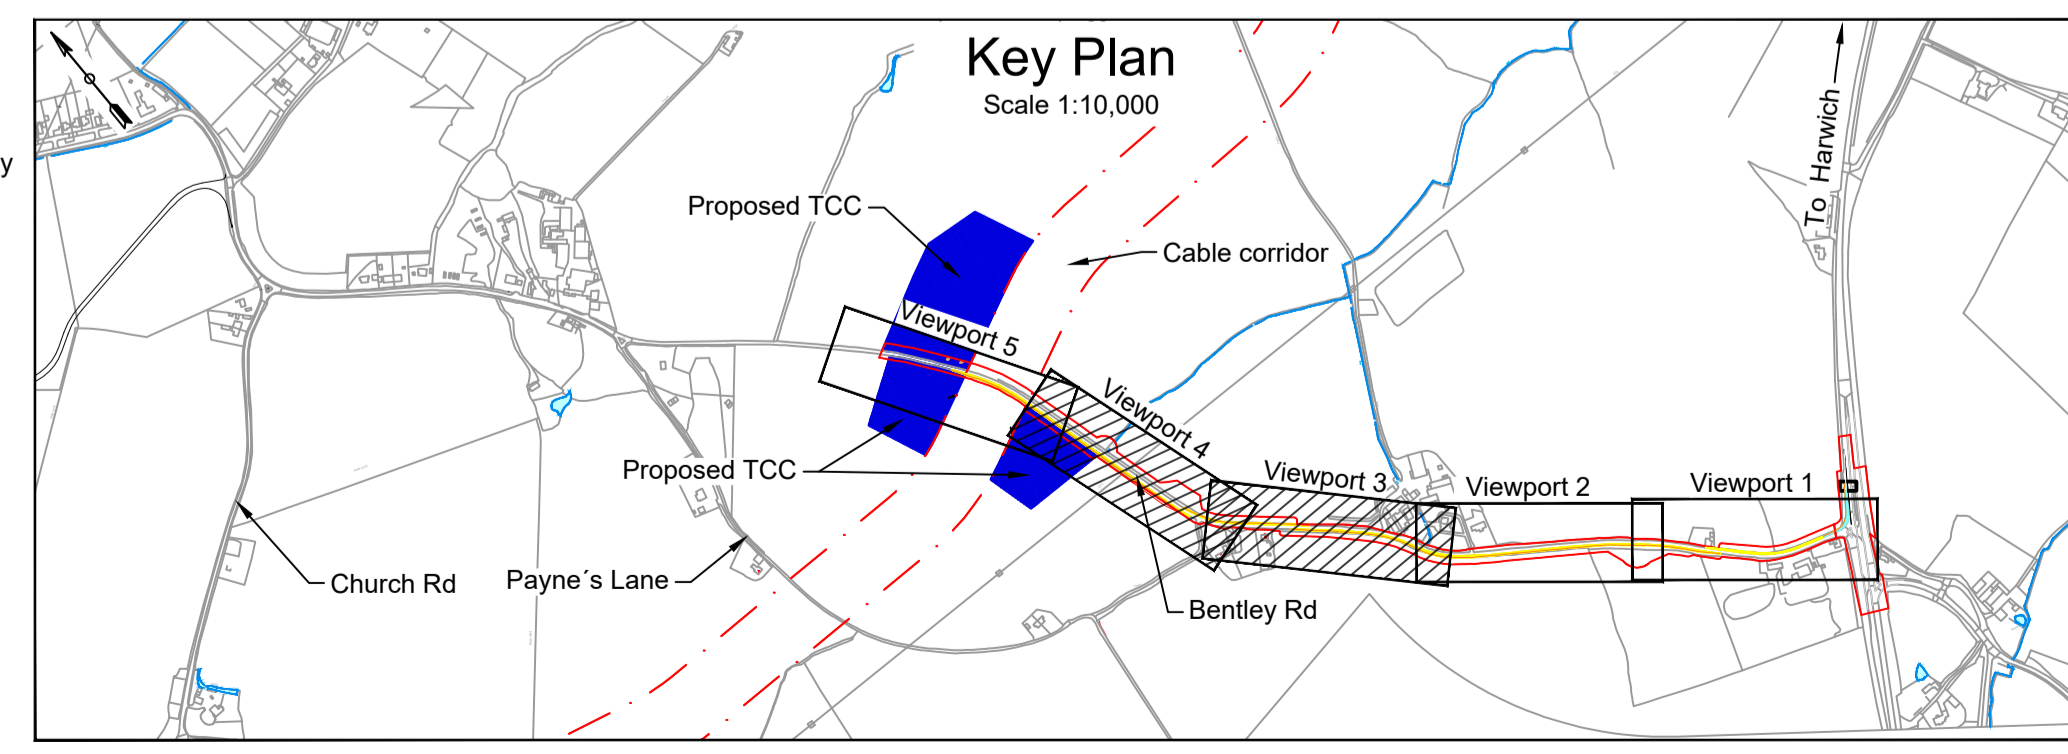 Key Plan
Scale 1:10,000
y
To Harwich
Proposed TCC
Cable corridor
Viewport 5
Viewport 4
Proposed TCC
Viewport 3
Viewport 2
Viewport 1
Church Rd
Payne´s Lane
Bentley Rd